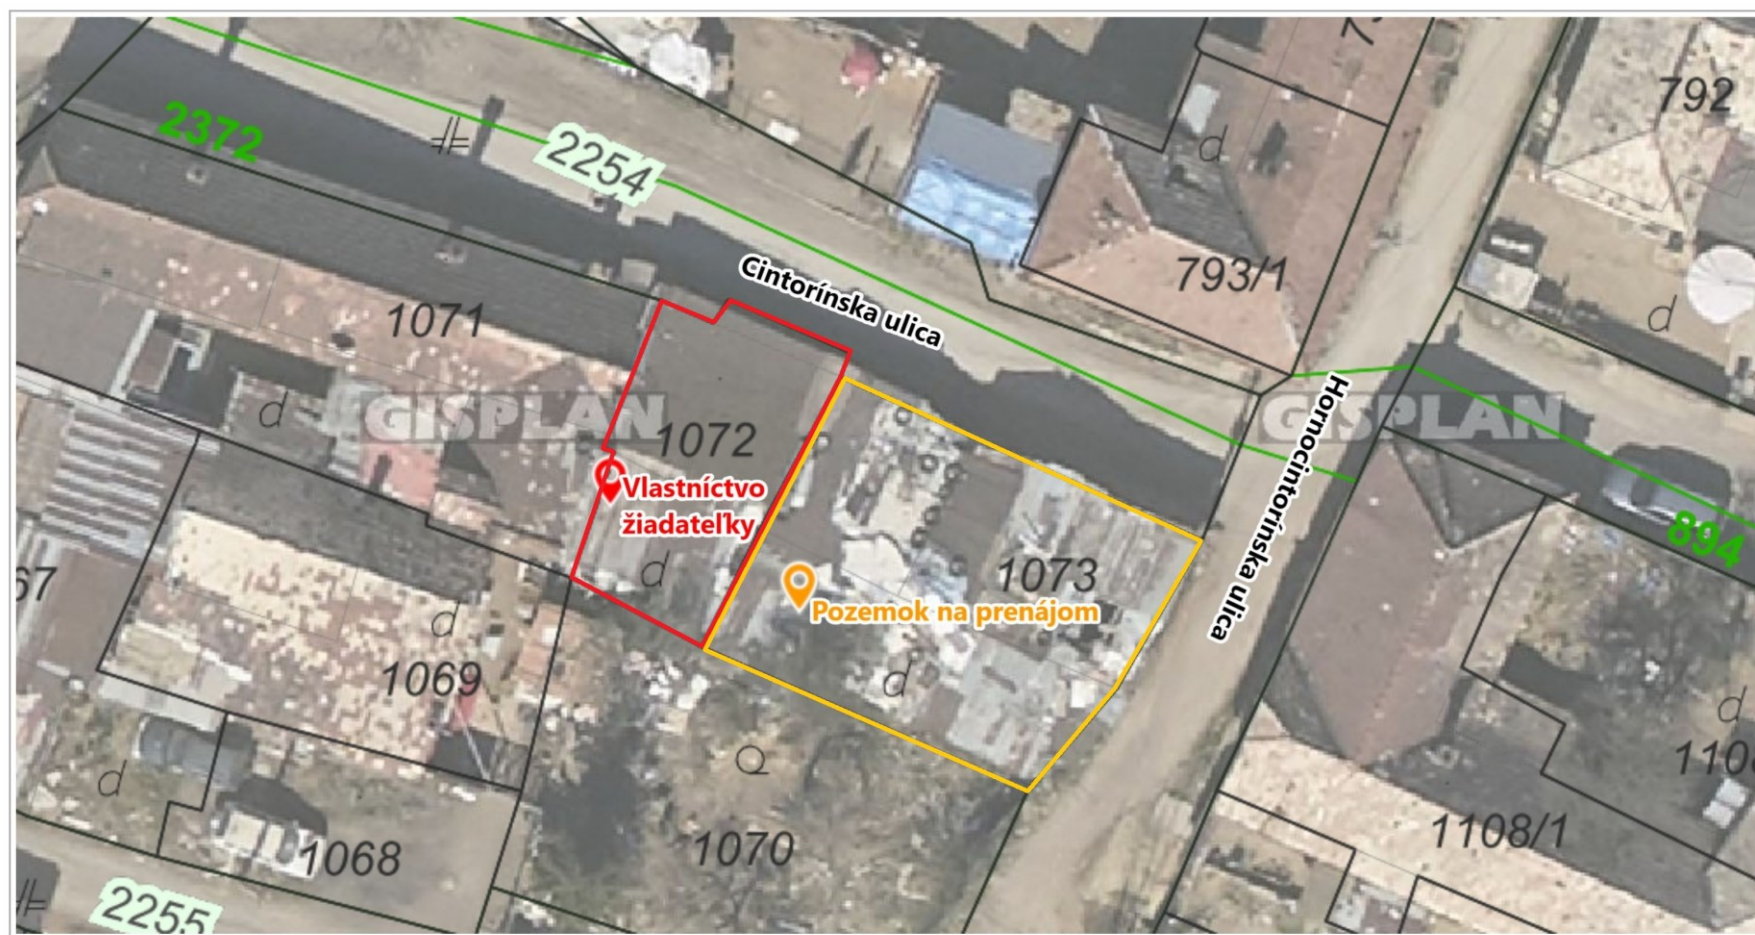 792
2372
2254
d
793/1
Cintorínska ulica
d
1071
d
GISPLAN
1072
GISPLAN
Hornocintorínska ulica
Vlastníctvo
žiadateľky
894
d
1073
Pozemok na prenájom
d
1069
d
d
d
1068
1070
1108/1
2255